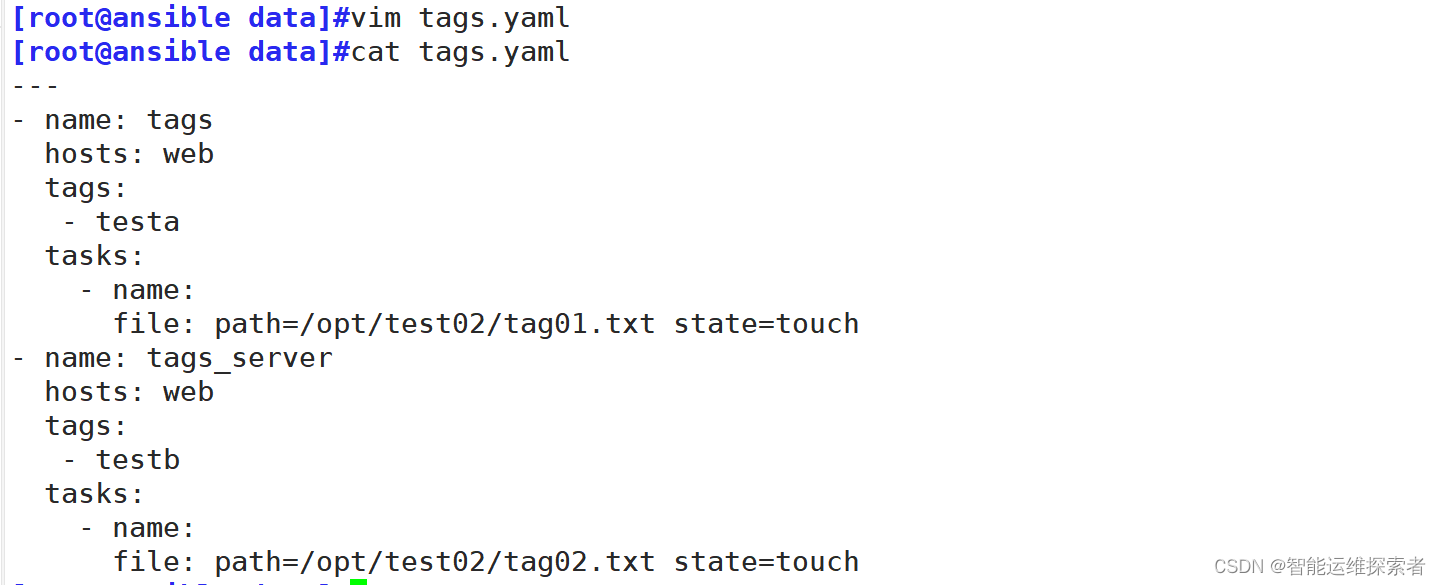 [root@ansible data]#vim tags.yaml
[root@ansible data]#cat tags.yaml
---
- name: tags
  hosts: web
  tags:
   - testa
  tasks:
    - name:
      file: path=/opt/test02/tag01.txt state=touch
- name: tags_server
  hosts: web
  tags:
   - testb
  tasks:
    - name:
      file: path=/opt/test02/tag02.txt state=touch
CSDN @智能运维探索者